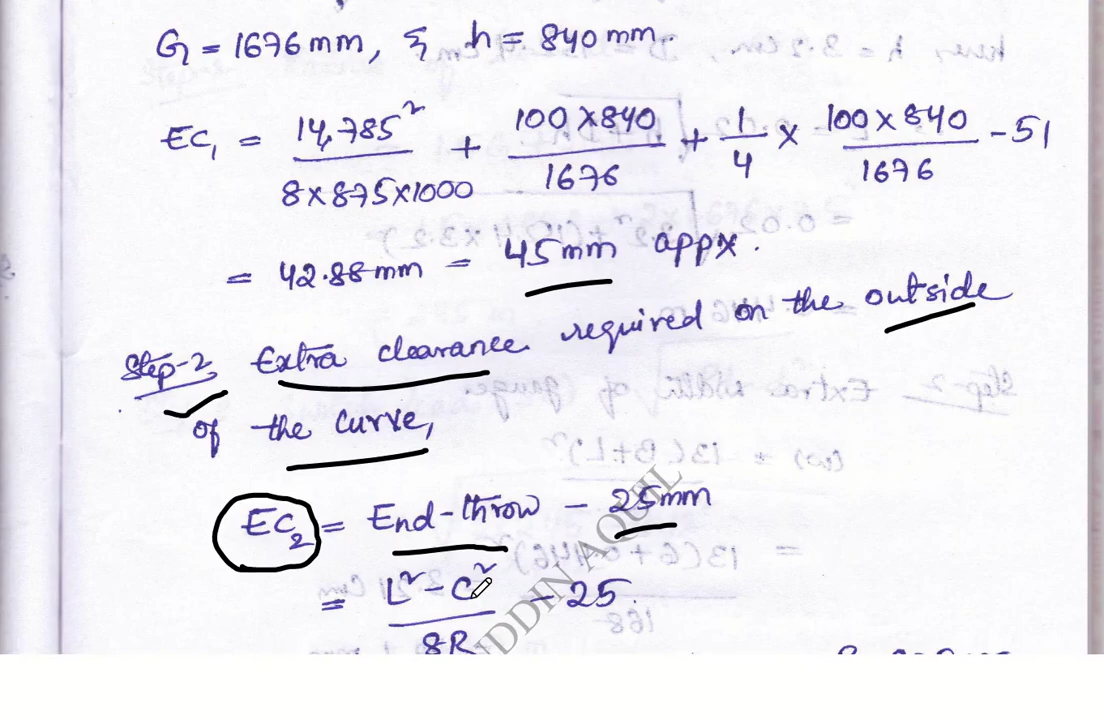 G = 1676 mm, & h = 840 mm.
EC₁ = 14,785² / 8×875×1000 + 100×840 / 1676 + 1/4 × 100×840 / 1676 - 51
= 42.88 mm = 45 mm appx.
Step-2 Extra clearance required on the outside
of the curve,
EC₂ = End-throw - 25 mm
= L² - C² / 8R - 25.